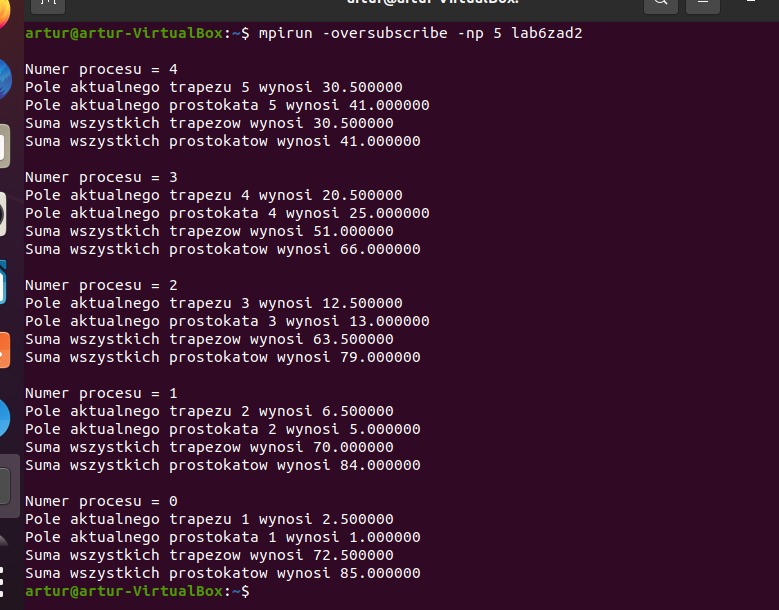 artur@artur-VirtualBox:~$ mpirun -oversubscribe -np 5 lab6zad2
Numer procesu = 4
Pole aktualnego trapezu 5 wynosi 30.500000
Pole aktualnego prostokata 5 wynosi 41.000000
Suma wszystkich trapezow wynosi 30.500000
Suma wszystkich prostokatow wynosi 41.000000
Numer procesu = 3
Pole aktualnego trapezu 4 wynosi 20.500000
Pole aktualnego prostokata 4 wynosi 25.000000
Suma wszystkich trapezow wynosi 51.000000
Suma wszystkich prostokatow wynosi 66.000000
Numer procesu = 2
Pole aktualnego trapezu 3 wynosi 12.500000
Pole aktualnego prostokata 3 wynosi 13.000000
Suma wszystkich trapezow wynosi 63.500000
Suma wszystkich prostokatow wynosi 79.000000
Numer procesu = 1
Pole aktualnego trapezu 2 wynosi 6.500000
Pole aktualnego prostokata 2 wynosi 5.000000
Suma wszystkich trapezow wynosi 70.000000
Suma wszystkich prostokatow wynosi 84.000000
Numer procesu = 0
Pole aktualnego trapezu 1 wynosi 2.500000
Pole aktualnego prostokata 1 wynosi 1.000000
Suma wszystkich trapezow wynosi 72.500000
Suma wszystkich prostokatow wynosi 85.000000
artur@artur-VirtualBox:~$